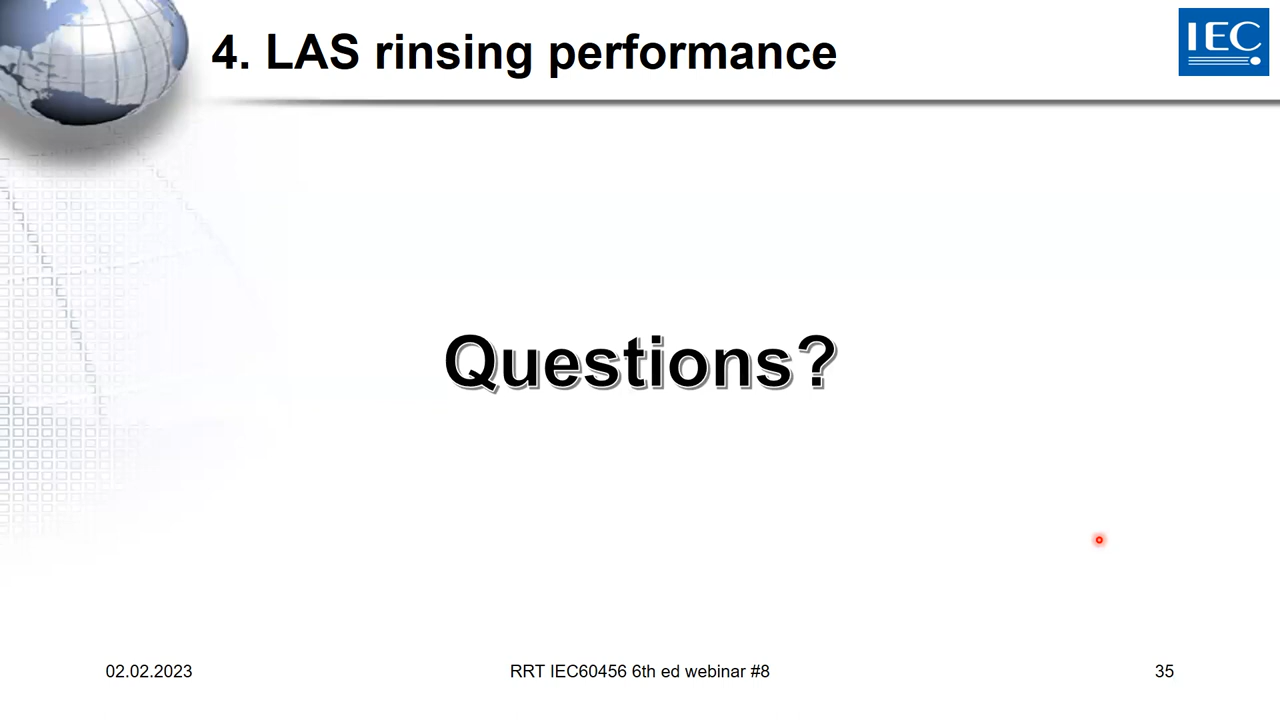 4. LAS rinsing performance
IEC
Questions?
02.02.2023
RRT IEC60456 6th ed webinar #8
35